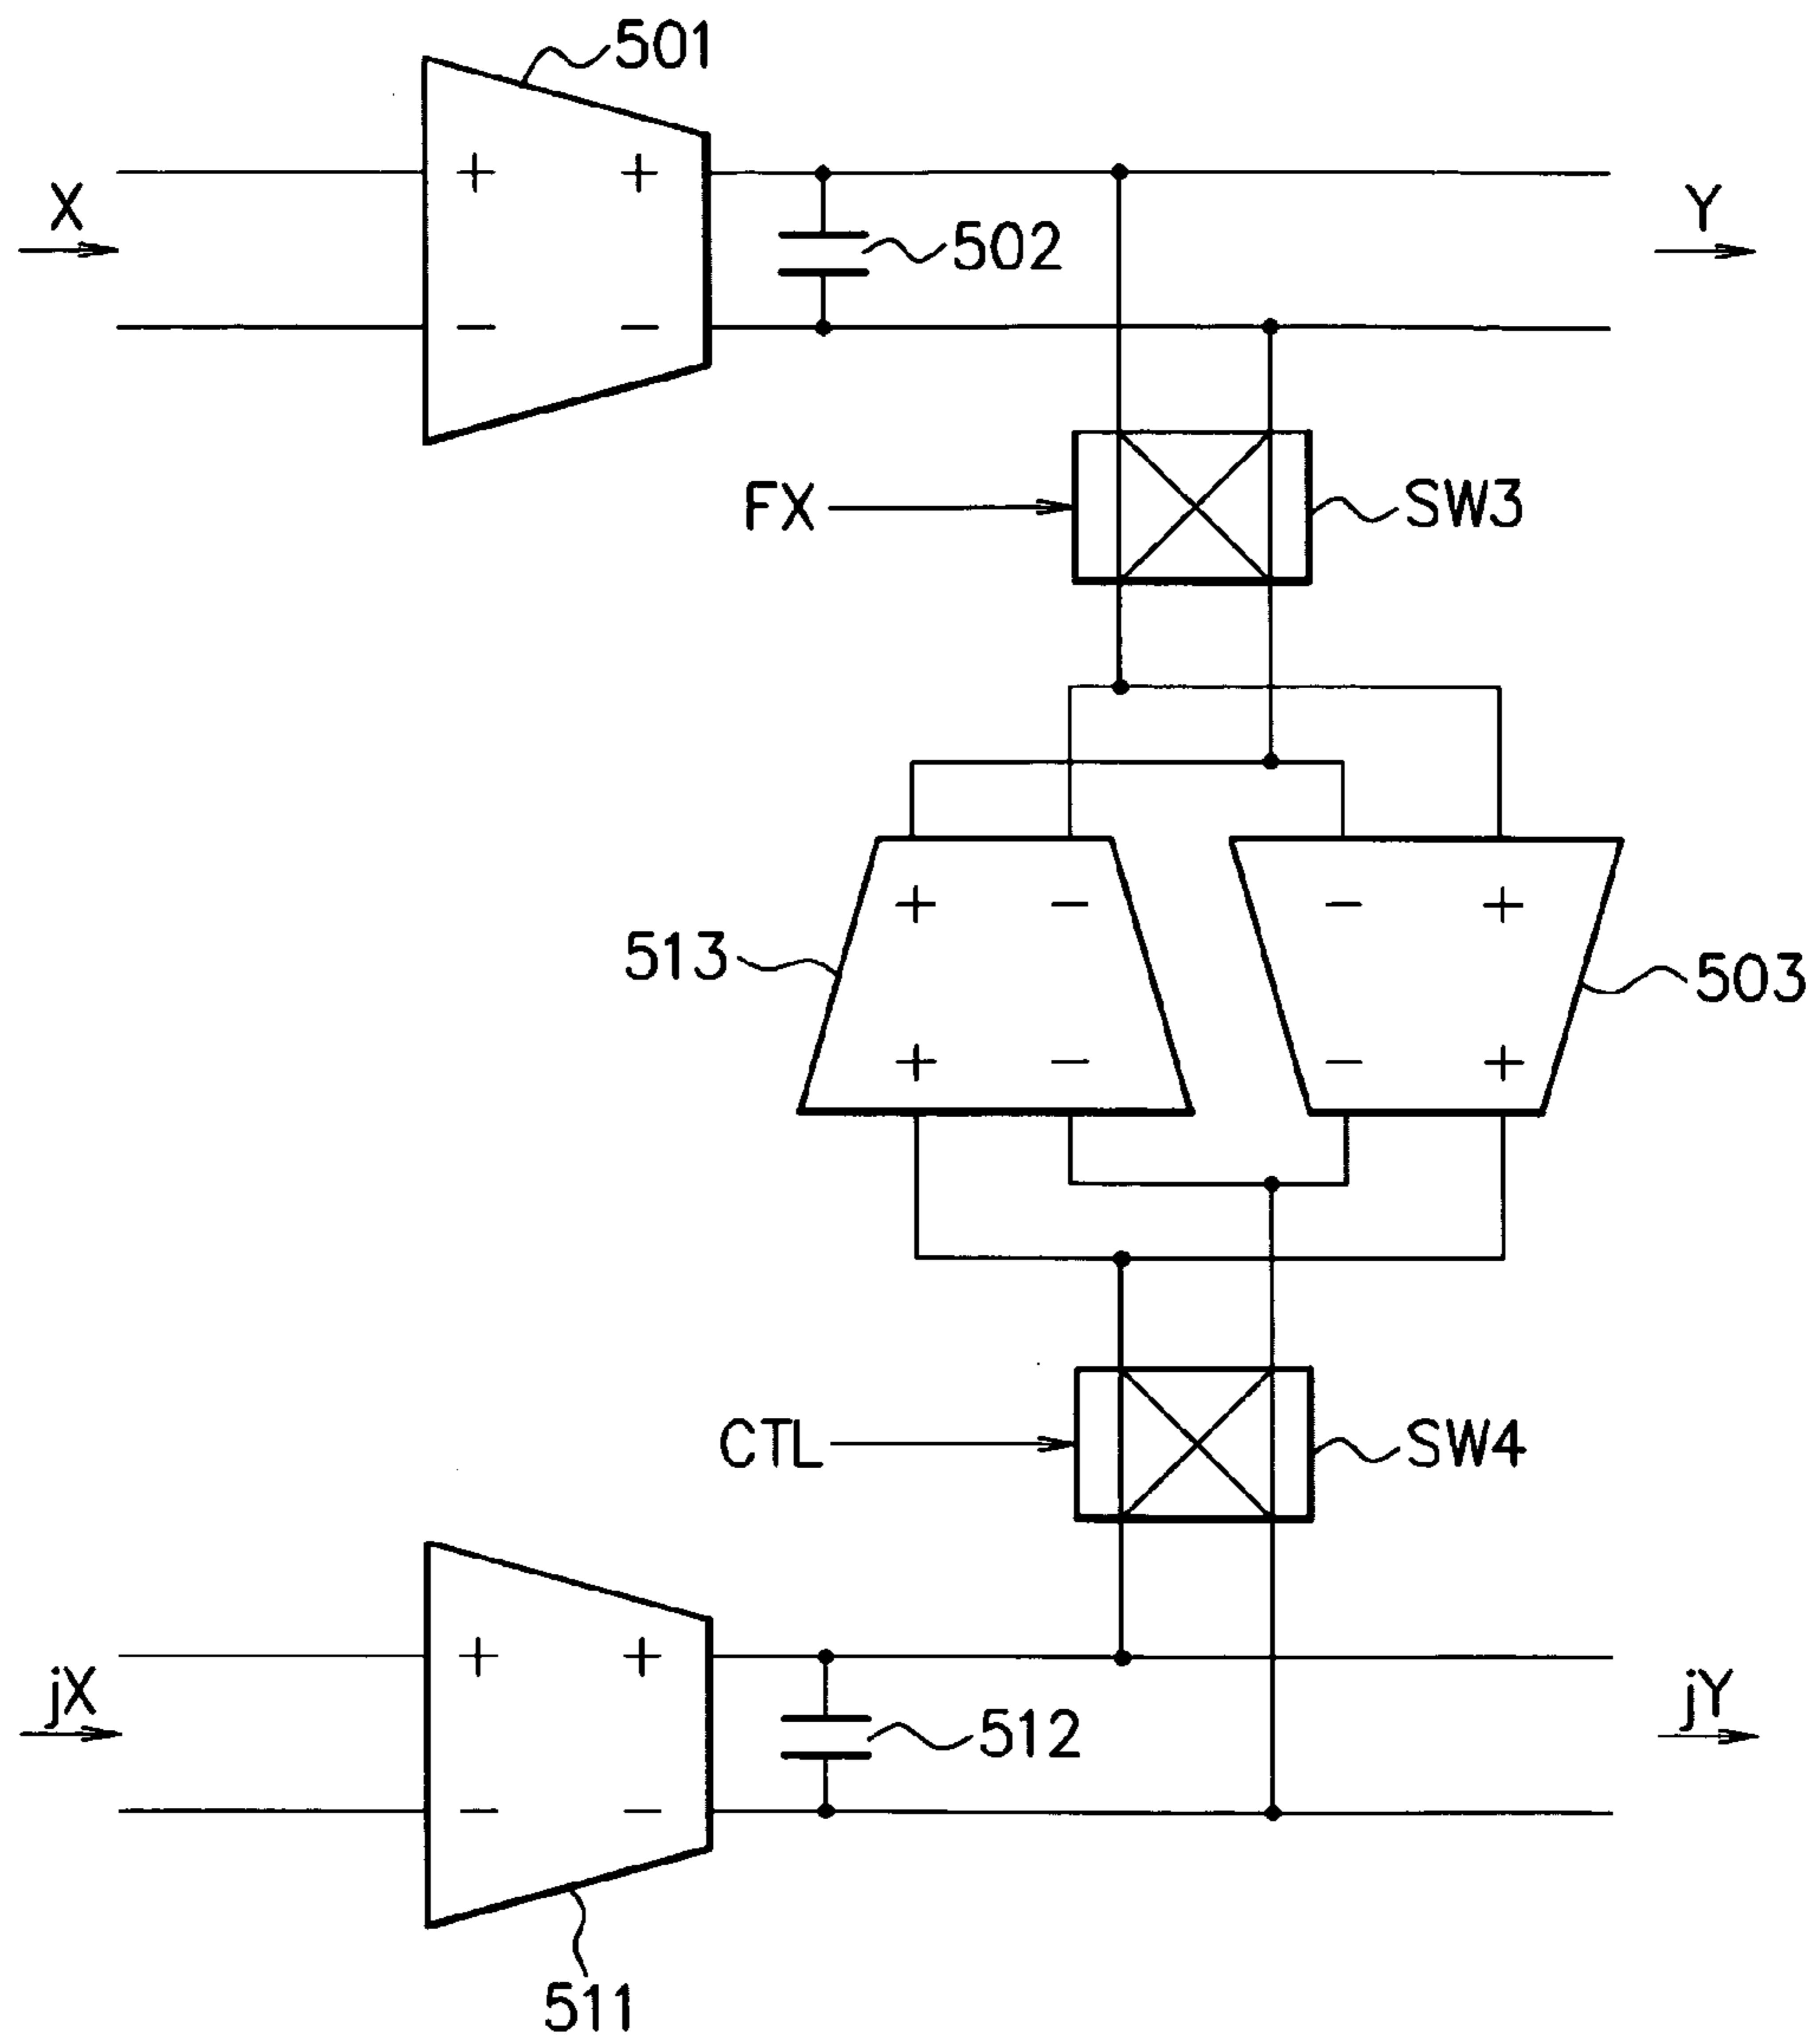 501
+ +
X
502
Y
- -
FX
SW3
+ - - +
513
503
+ - - +
CTL
SW4
+ +
jX
512
jY
- -
511